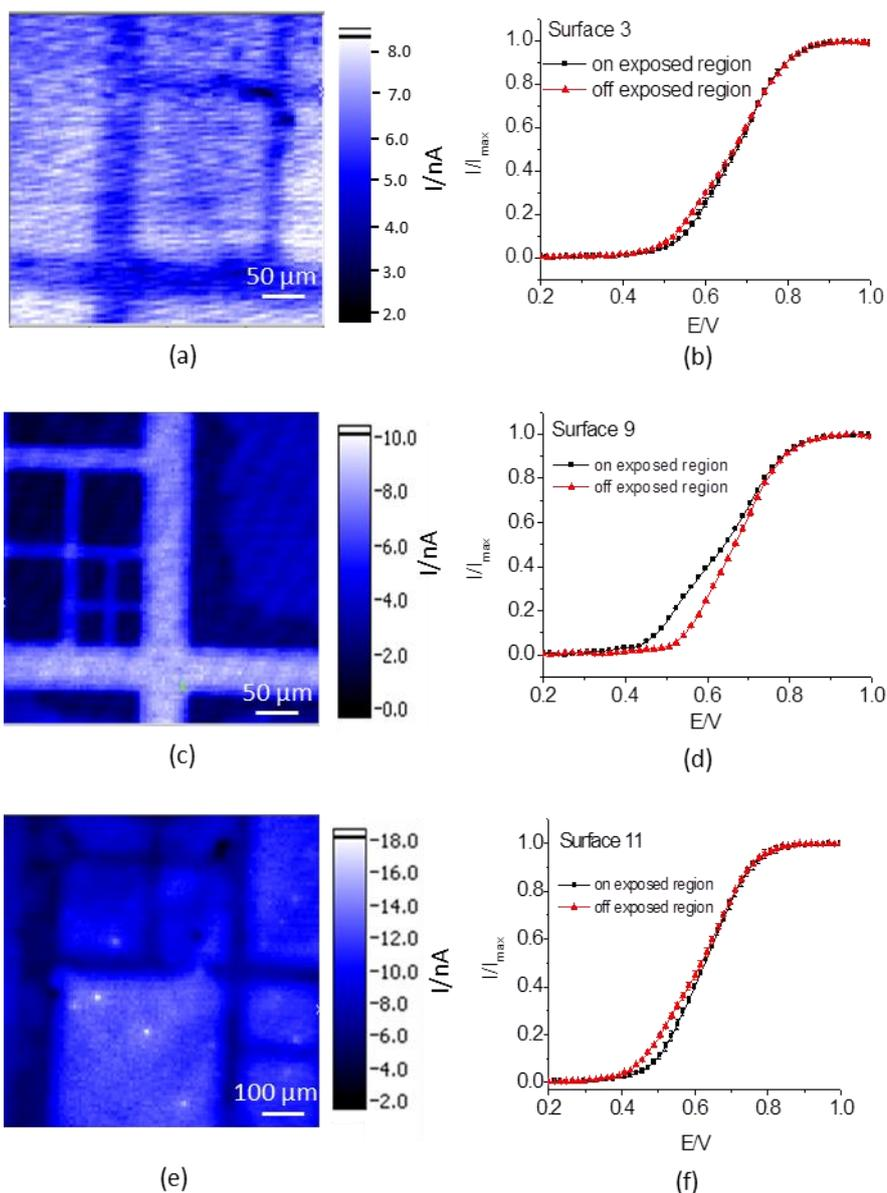 8.0
7.0
6.0
5.0
4.0
3.0
2.0
I/nA
50 μm
(a)
Surface 3
on exposed region
off exposed region
1.0
0.8
0.6
0.4
0.2
0.0
I/Imax
0.2 0.4 0.6 0.8 1.0
E/V
(b)
10.0
8.0
6.0
4.0
2.0
0.0
I/nA
50 μm
(c)
Surface 9
on exposed region
off exposed region
1.0
0.8
0.6
0.4
0.2
0.0
I/Imax
0.2 0.4 0.6 0.8 1.0
E/V
(d)
18.0
16.0
14.0
12.0
10.0
8.0
6.0
4.0
2.0
I/nA
100 μm
(e)
Surface 11
on exposed region
off exposed region
1.0
0.8
0.6
0.4
0.2
0.0
I/Imax
0.2 0.4 0.6 0.8 1.0
E/V
(f)